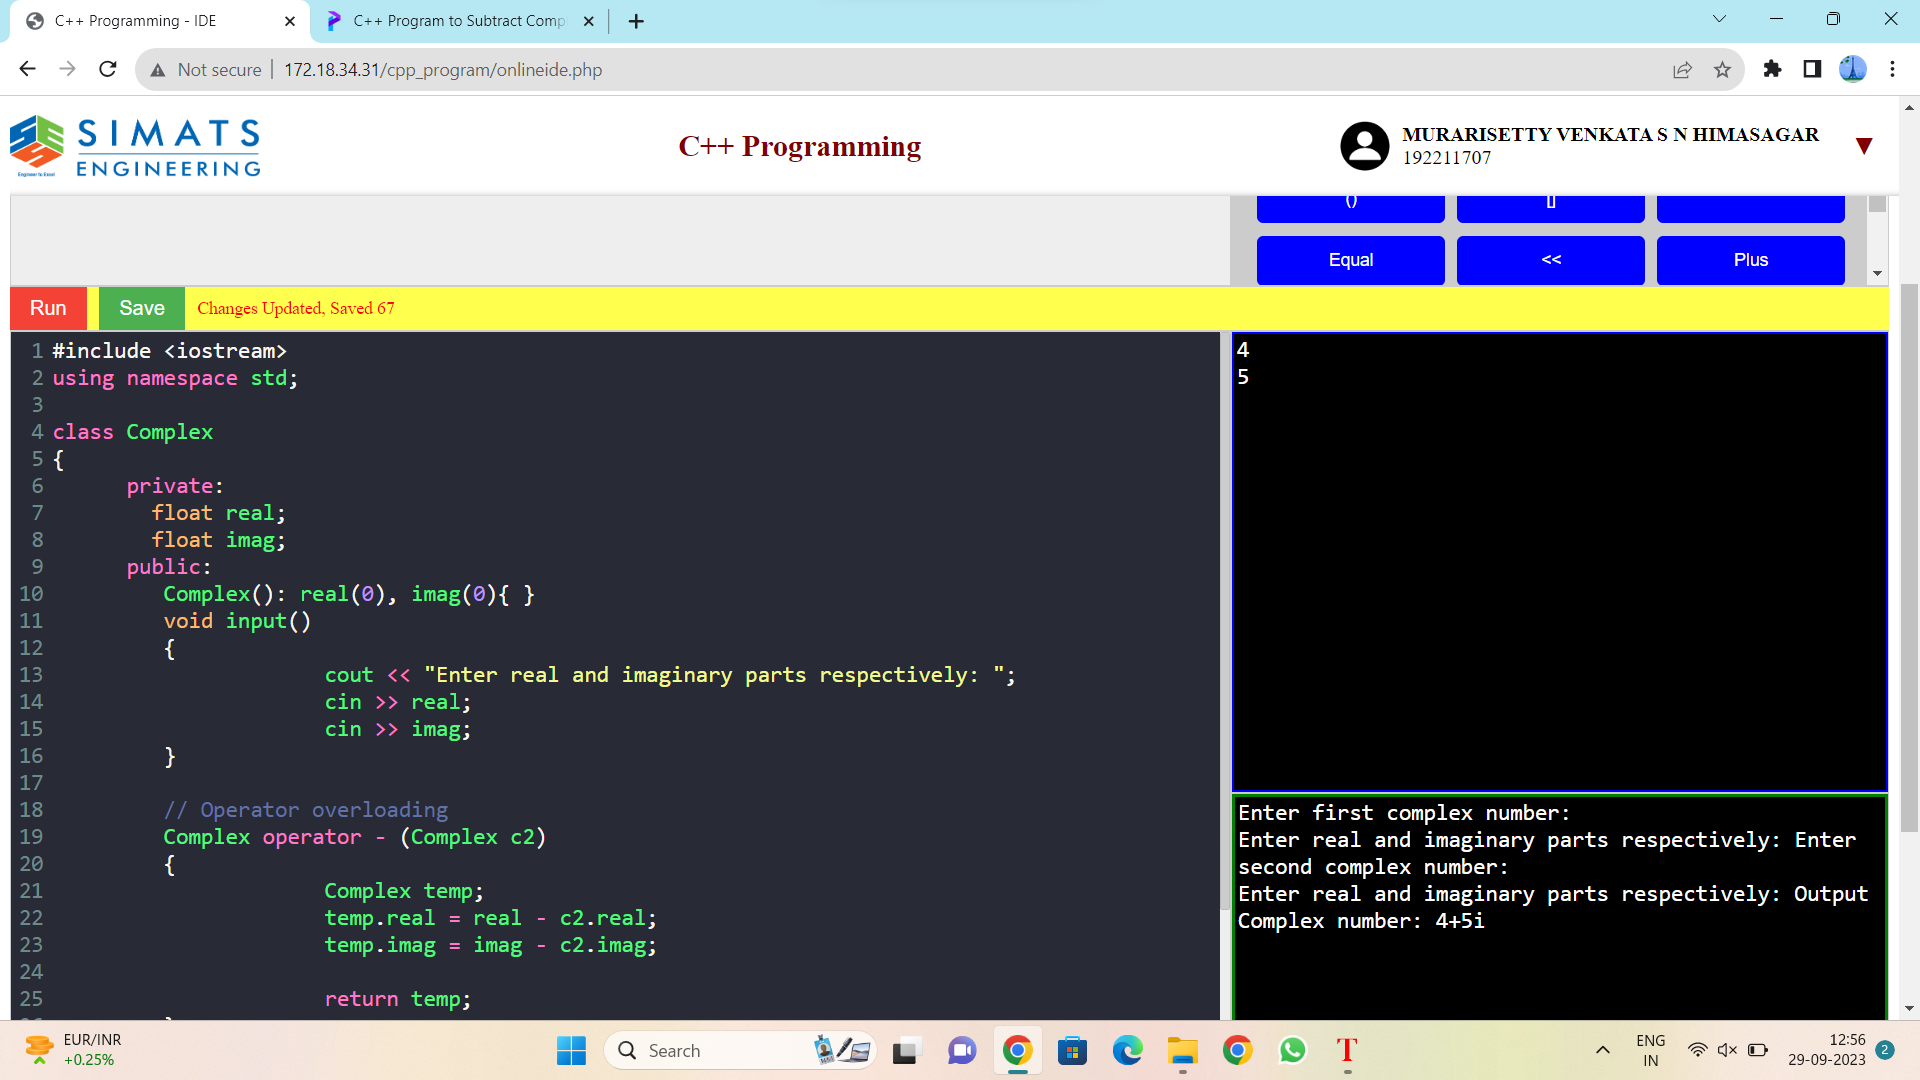 C++ Programming - IDE
C++ Program to Subtract Comp
Not secure
172.18.34.31/cpp_program/onlineide.php
SIMATS
ENGINEERING
Engineer to Excel
C++ Programming
MURARISETTY VENKATA S N HIMASAGAR
192211707
()
[]
Equal
<<
Plus
Run
Save
Changes Updated, Saved 67
1 #include <iostream>
2 using namespace std;
3
4 class Complex
5 {
6 private:
7 float real;
8 float imag;
9 public:
10 Complex(): real(0), imag(0){ }
11 void input()
12 {
13 cout << "Enter real and imaginary parts respectively: ";
14 cin >> real;
15 cin >> imag;
16 }
17
18 // Operator overloading
19 Complex operator - (Complex c2)
20 {
21 Complex temp;
22 temp.real = real - c2.real;
23 temp.imag = imag - c2.imag;
24
25 return temp;
4
5
Enter first complex number:
Enter real and imaginary parts respectively: Enter
second complex number:
Enter real and imaginary parts respectively: Output
Complex number: 4+5i
EUR/INR
+0.25%
Search
T
ENG
IN
12:56
29-09-2023
2